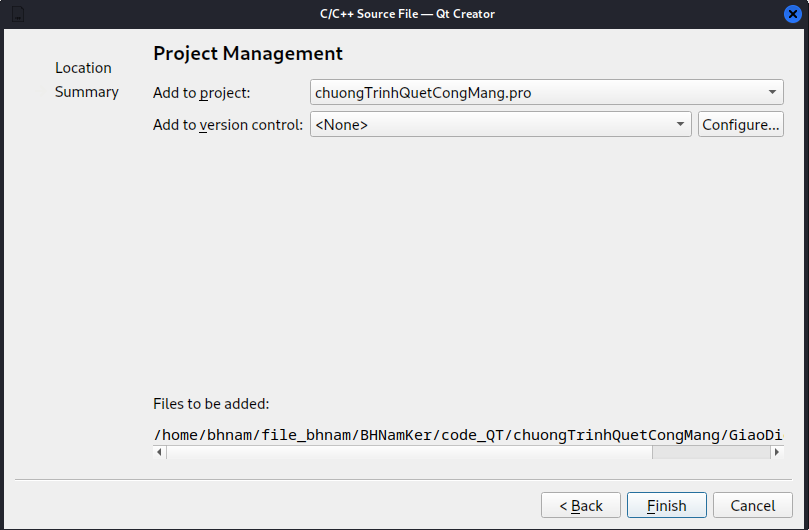 C/C++ Source File — Qt Creator
Project Management
Location
Summary
Add to project:
chuongTrinhQuetCongMang.pro
Add to version control:
<None>
Configure...
Files to be added:
/home/bhnam/file_bhnam/BHNamKer/code_QT/chuongTrinhQuetCongMang/GiaoDi
< Back
Finish
Cancel